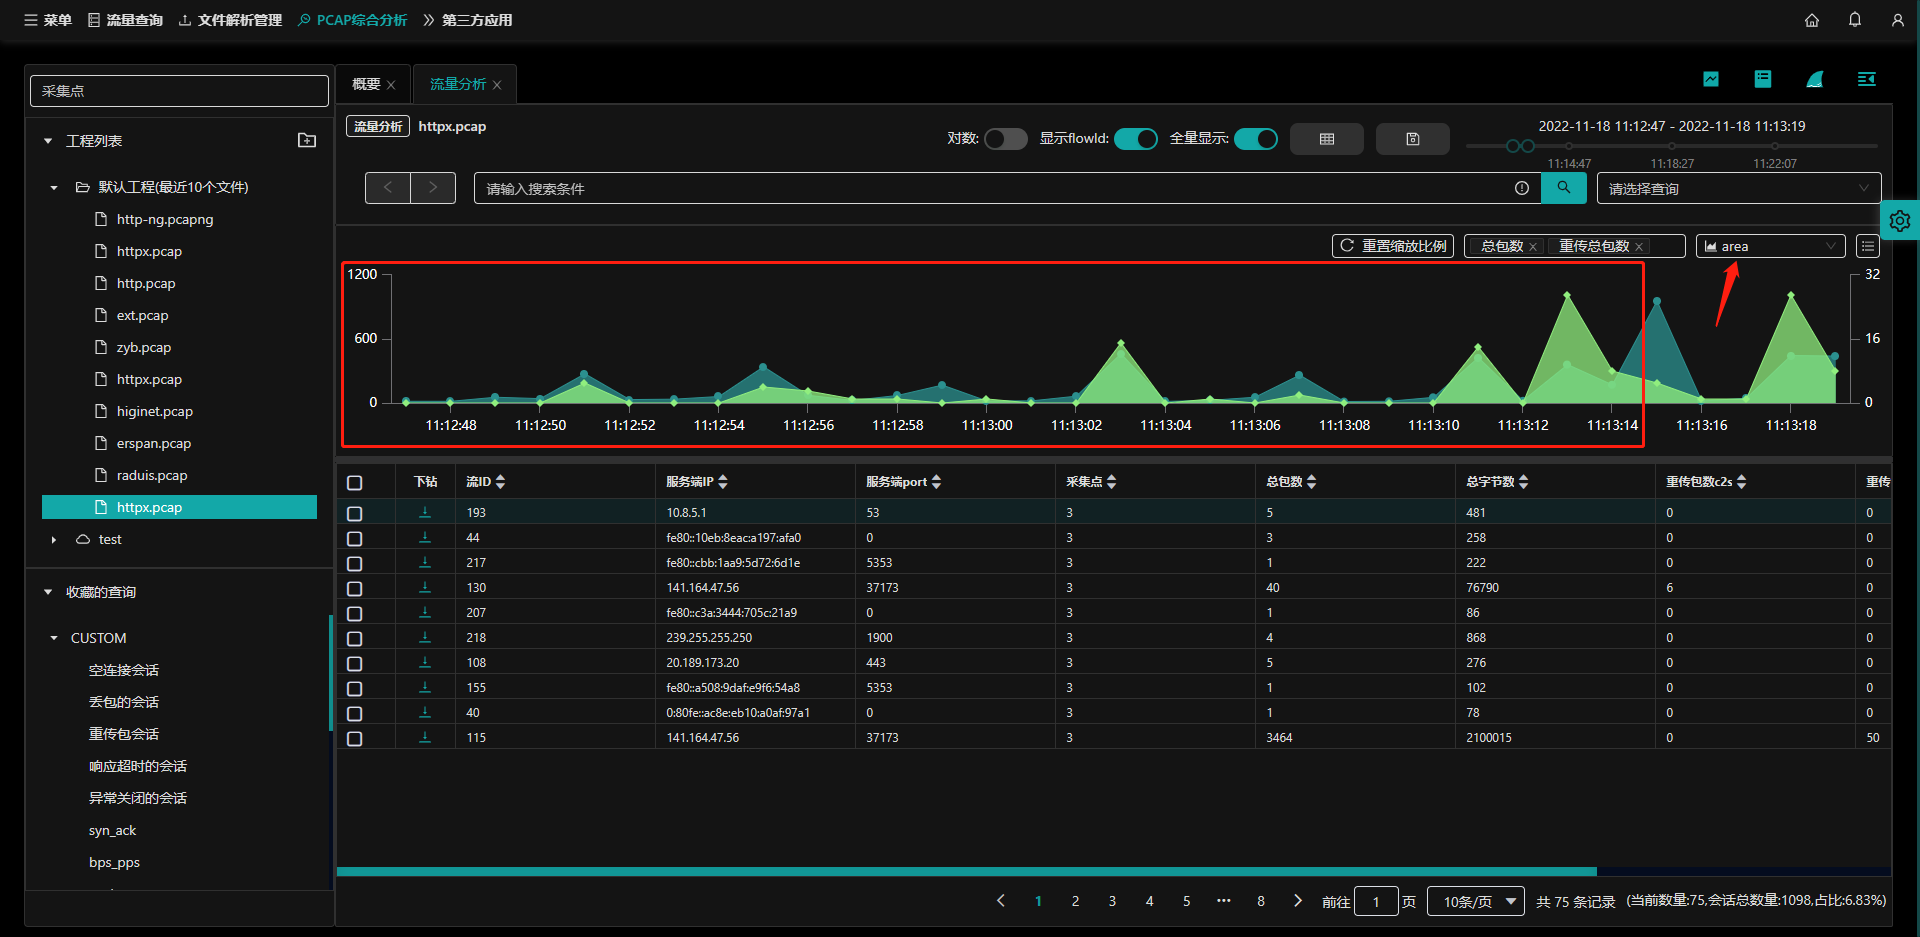 菜单 流量查询 文件解析管理 PCAP综合分析 第三方应用
采集点
工程列表
默认工程(最近10个文件)
http-ng.pcapng
httpx.pcap
http.pcap
ext.pcap
zyb.pcap
httpx.pcap
higinet.pcap
erspan.pcap
raduis.pcap
httpx.pcap
test
收藏的查询
CUSTOM
空连接会话
丢包的会话
重传包会话
响应超时的会话
异常关闭的会话
syn_ack
bps_pps
概要 流量分析
流量分析 httpx.pcap
对数: 显示flowId: 全量显示:
2022-11-18 11:12:47 - 2022-11-18 11:13:19
11:14:47 11:18:27 11:22:07
请输入搜索条件
请选择查询
重置缩放比例 总包数 重传总包数 area
1200 32
600 16
0 0
11:12:48 11:12:50 11:12:52 11:12:54 11:12:56 11:12:58 11:13:00 11:13:02 11:13:04 11:13:06 11:13:08 11:13:10 11:13:12 11:13:14 11:13:16 11:13:18
下钻 流ID 服务端IP 服务端port 采集点 总包数 总字节数 重传包数c2s 重传
193 10.8.5.1 53 3 5 481 0 0
44 fe80::10eb:8eac:a197:afa0 0 3 3 258 0 0
217 fe80::cbb:1aa9:5d72:6d1e 5353 3 1 222 0 0
130 141.164.47.56 37173 3 40 76790 6 0
207 fe80::c3a:3444:705c:21a9 0 3 1 86 0 0
218 239.255.255.250 1900 3 4 868 0 0
108 20.189.173.20 443 3 5 276 0 0
155 fe80::a508:9daf:e9f6:54a8 5353 3 1 102 0 0
40 0:80fe::ac8e:eb10:a0af:97a1 0 3 1 78 0 0
115 141.164.47.56 37173 3 3464 2100015 0 50
1 2 3 4 5 ··· 8 前往 1 页 10条/页 共 75 条记录 (当前数量:75,会话总数量:1098,占比:6.83%)